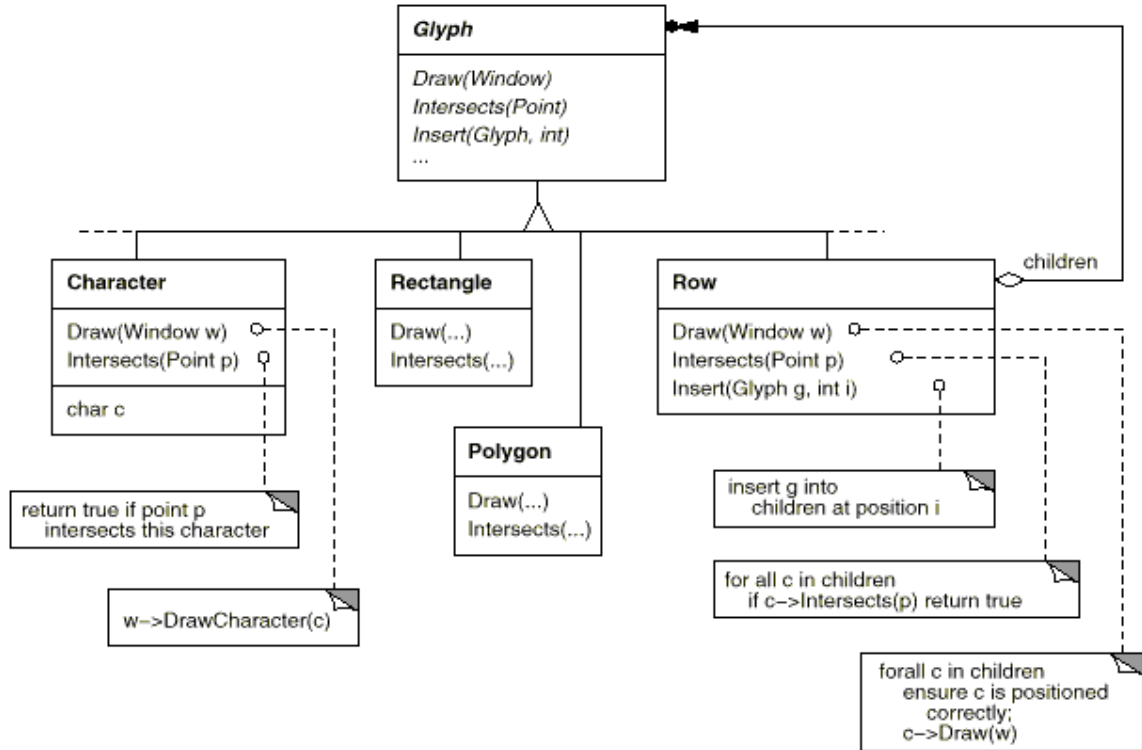 Glyph
Draw(Window)
Intersects(Point)
Insert(Glyph, int)
...
children
Character
Draw(Window w)
Intersects(Point p)
char c
Rectangle
Draw(...)
Intersects(...)
Row
Draw(Window w)
Intersects(Point p)
Insert(Glyph g, int i)
Polygon
Draw(...)
Intersects(...)
return true if point p
intersects this character
w->DrawCharacter(c)
insert g into
children at position i
for all c in children
if c->Intersects(p) return true
forall c in children
ensure c is positioned
correctly;
c->Draw(w)